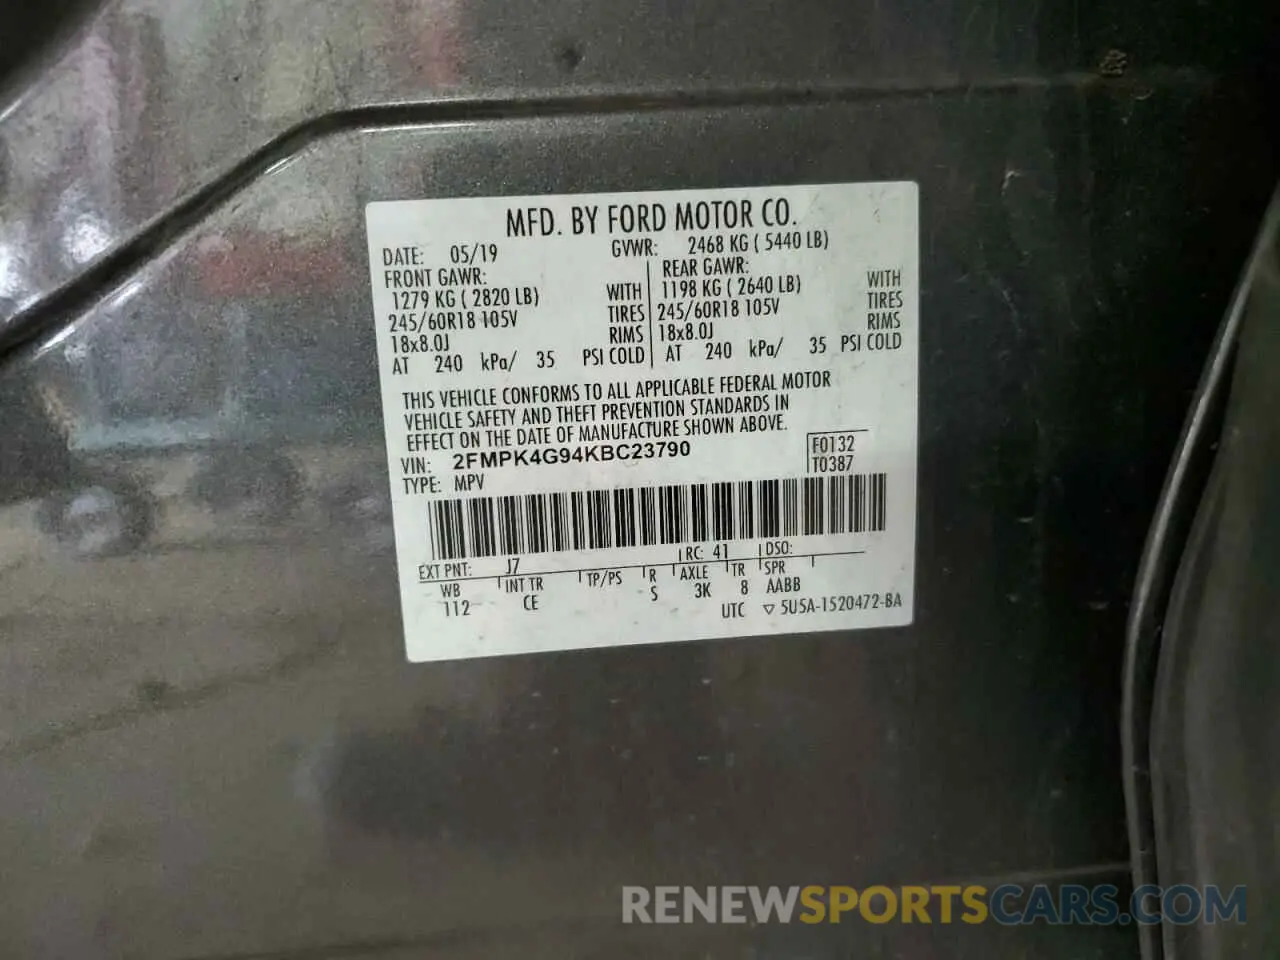 MFD. BY FORD MOTOR CO.
DATE: 05/19 GVWR: 2468 KG ( 5440 LB)
FRONT GAWR: REAR GAWR:
1279 KG ( 2820 LB) WITH 1198 KG ( 2640 LB) WITH
245/60R18 105V TIRES 245/60R18 105V TIRES
18x8.0J RIMS 18x8.0J RIMS
AT 240 kPa/ 35 PSI COLD AT 240 kPa/ 35 PSI COLD
THIS VEHICLE CONFORMS TO ALL APPLICABLE FEDERAL MOTOR
VEHICLE SAFETY AND THEFT PREVENTION STANDARDS IN
EFFECT ON THE DATE OF MANUFACTURE SHOWN ABOVE.
VIN: 2FMPK4G94KBC23790 F0132
TYPE: MPV T0387
EXT PNT: J7 RC: 41 DSO:
WB INT TR TP/PS R AXLE TR SPR
112 CE S 3K 8 AABB
UTC ▽ 5U5A-1520472-BA
RENEWSPORTSCARS.COM